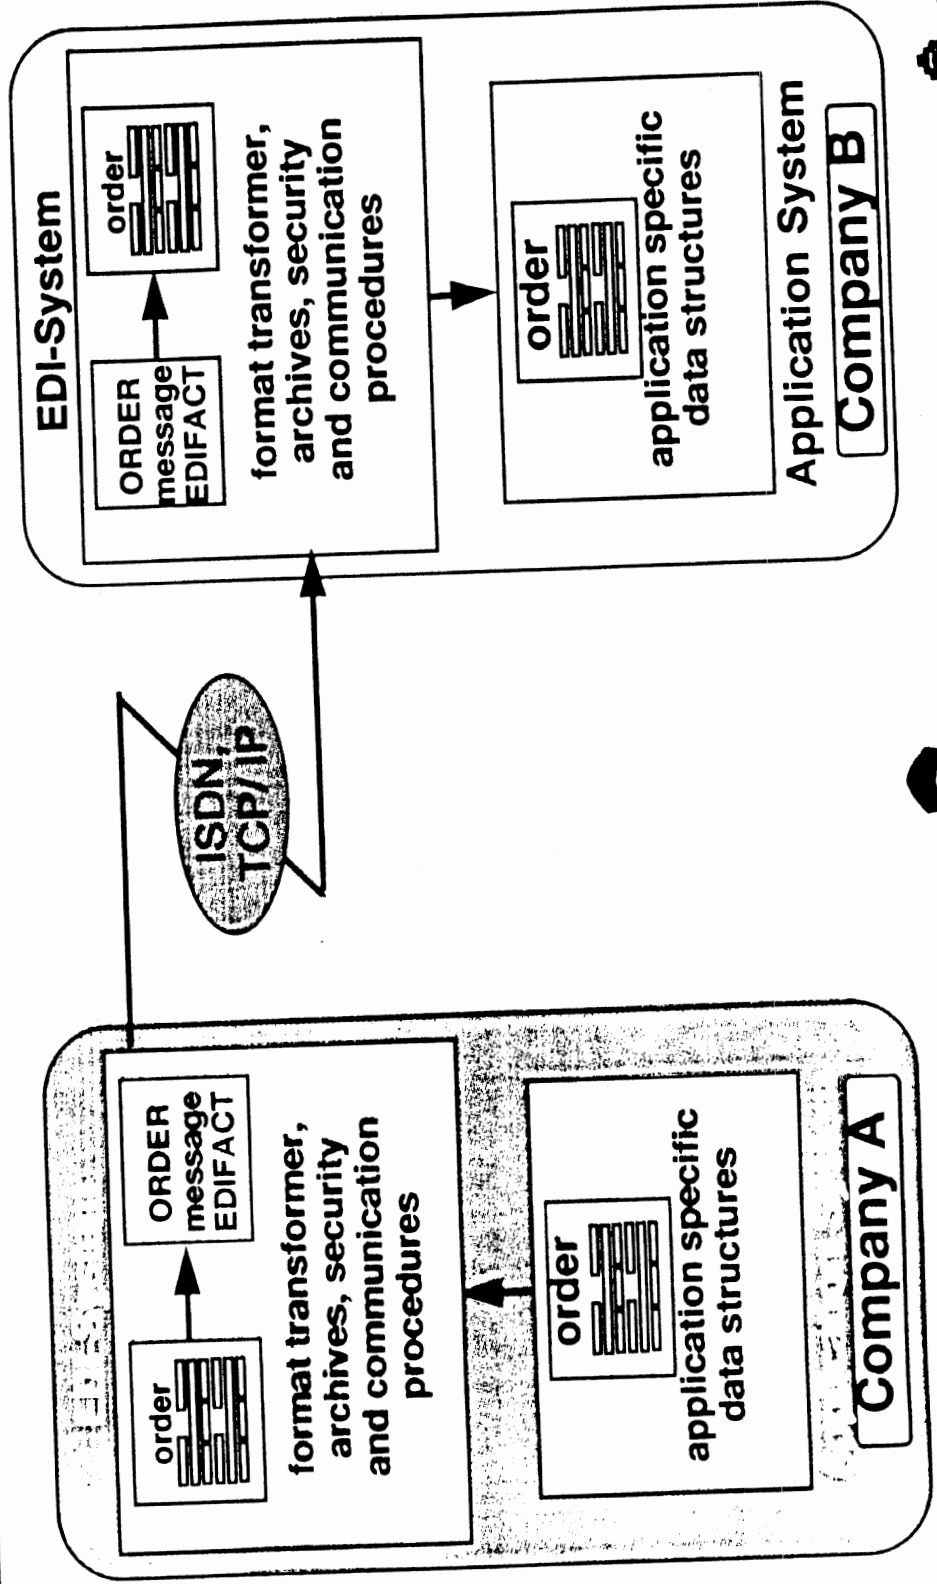 order
ORDER
message
EDIFACT
format transformer,
archives, security
and communication
procedures
order
application specific
data structures
Company A
ISDN,
TCP/IP
EDI-System
ORDER
message
EDIFACT
order
format transformer,
archives, security
and communication
procedures
order
application specific
data structures
Application System
Company B